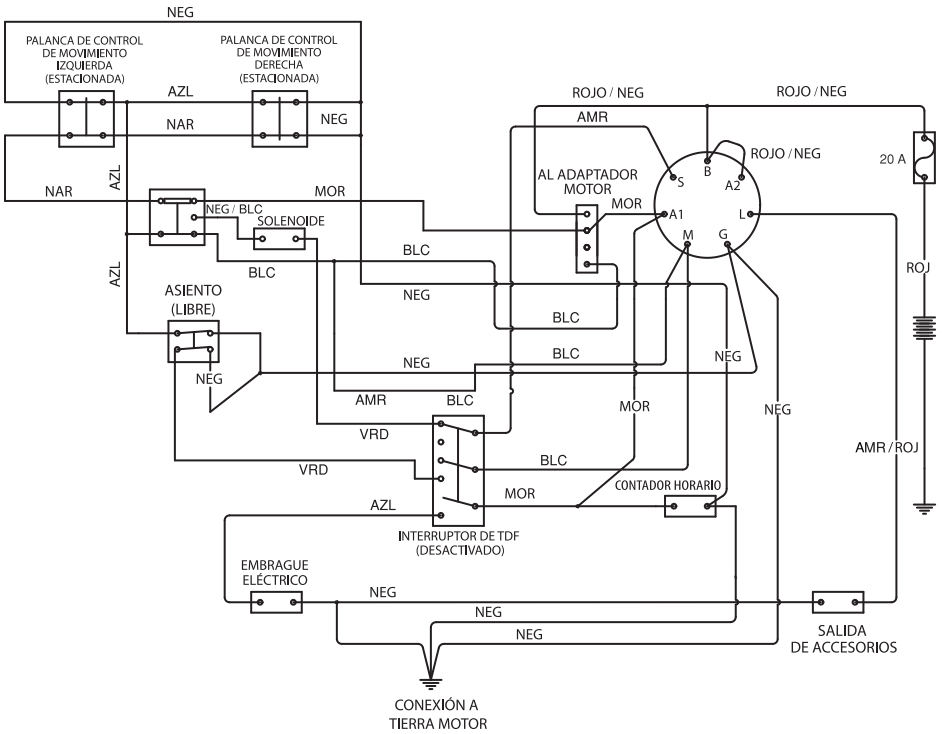 NEG
PALANCA DE CONTROL
DE MOVIMIENTO
IZQUIERDA
(ESTACIONADA)
PALANCA DE CONTROL
DE MOVIMIENTO
DERECHA
(ESTACIONADA)
AZL
NAR
NEG
ROJO / NEG
ROJO / NEG
AMR
ROJO / NEG
20 A
B
S
A2
AL ADAPTADOR
MOTOR
MOR
A1
L
M
G
AZL
NAR
MOR
NEG / BLC
SOLENOIDE
BLC
BLC
AZL
NEG
ROJ
ASIENTO
(LIBRE)
BLC
BLC
NEG
NEG
NEG
AMR
BLC
MOR
NEG
VRD
VRD
BLC
AMR / ROJ
MOR
CONTADOR HORARIO
AZL
INTERRUPTOR DE TDF
(DESACTIVADO)
EMBRAGUE
ELÉCTRICO
NEG
NEG
NEG
SALIDA
DE ACCESORIOS
CONEXIÓN A
TIERRA MOTOR